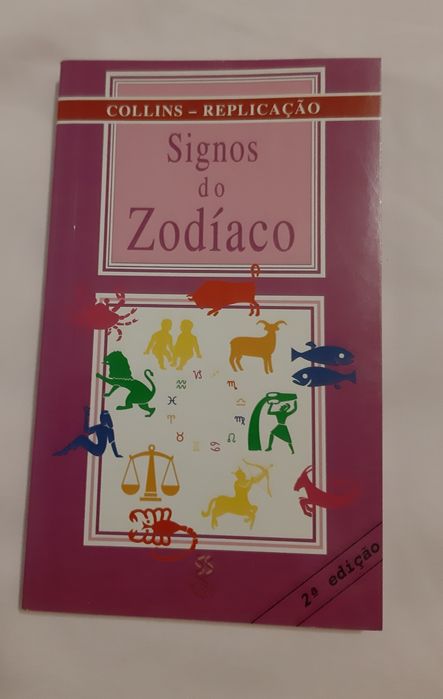 COLLINS – REPLICAÇÃO
Signos
do
Zodíaco
2ª edição